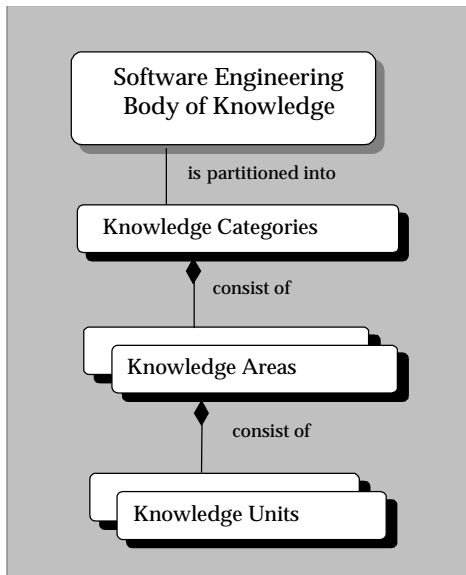 Software Engineering
Body of Knowledge
is partitioned into
Knowledge Categories
consist of
Knowledge Areas
consist of
Knowledge Units